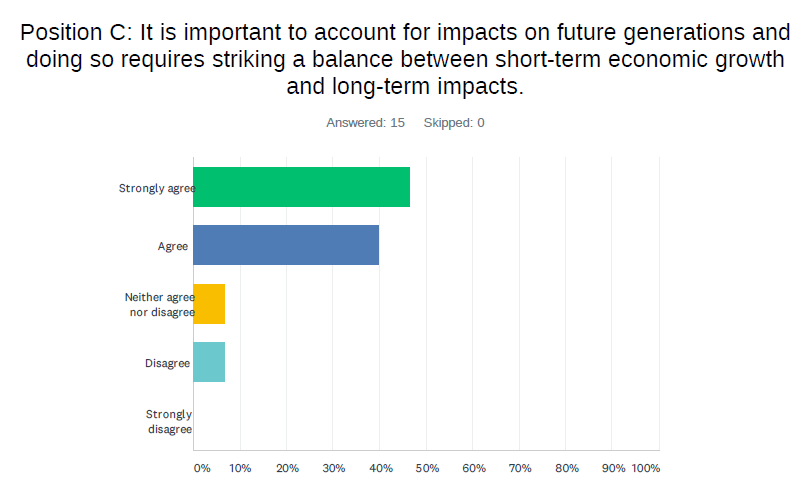 Position C: It is important to account for impacts on future generations and
doing so requires striking a balance between short-term economic growth
and long-term impacts.
Answered: 15 Skipped: 0
Strongly agree
Agree
Neither agree
nor disagree
Disagree
Strongly
disagree
0% 10% 20% 30% 40% 50% 60% 70% 80% 90% 100%